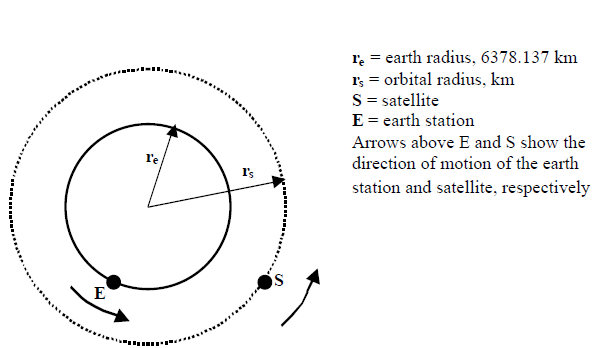 rₑ = earth radius, 6378.137 km
rₛ = orbital radius, km
S = satellite
E = earth station
Arrows above E and S show the
direction of motion of the earth
station and satellite, respectively
rₑ
rₛ
S
E